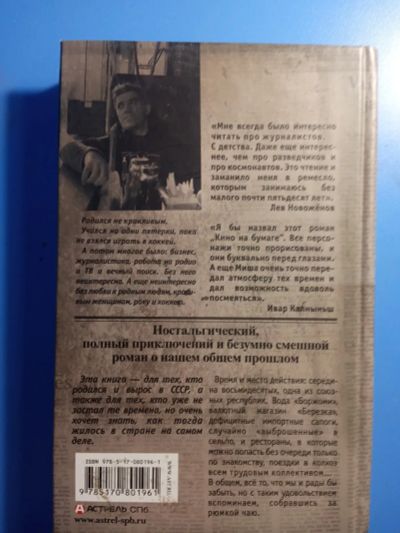 «Мне всегда было интересно
читать про журналистов.
С детства. Даже еще интерес-
нее, чем про разведчиков и
про космонавтов. Это чтение и
заманило меня в ремесло,
которым занимаюсь без
малого почти пятьдесят лет».
Лев Новожёнов
Родился не крикливым.
Учился на одни пятерки, пока
не взялся играть в хоккей.
А потом многое было: бизнес,
журналистика, работа на радио
и ТВ и вечный поиск. Без него
неинтересно. А еще неинтересно
без любви к родным людям, краси-
вым женщинам, року и хоккею.
«Я бы назвал этот роман
„Кино на бумаге“. Все персо-
нажи точно прорисованы, и
они буквально перед глазами.
А еще Миша очень точно пере-
дал атмосферу тех времен и
дал возможность вдоволь
посмеяться».
Ивар Калныньш
Ностальгический,
полный приключений и безумно смешной
роман о нашем общем прошлом
Эта книга — для тех, кто
родился и вырос в СССР, а
также для тех, кто уже не
застал те времена, но очень
хочет знать, как тогда
жилось в стране на самом
деле.
Время и место действия: середи-
на восьмидесятых, одна из союз-
ных республик. Вода «Боржоми»,
валютный магазин «Березка»,
дефицитные импортные сапоги,
случайно «выброшенные» в
сельпо, и рестораны, в которые
можно попасть без очереди только
по знакомству, поездки в колхоз
всем трудовым коллективом...
В общем, всё то, что мы и рады бы
забыть, но с таким удовольствием
вспоминаем, собравшись за
рюмкой чаю.
ISBN 978-5-17-080196-1
9 785170 801961
АСТРЕЛЬ СПб
www.astrel-spb.ru